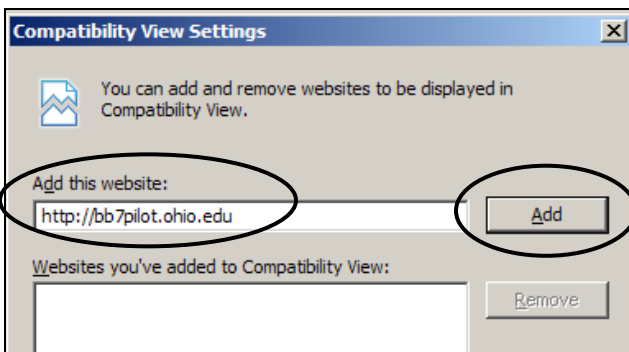 Compatibility View Settings
You can add and remove websites to be displayed in
Compatibility View.
Add this website:
http://bb7pilot.ohio.edu
Add
Websites you've added to Compatibility View:
Remove